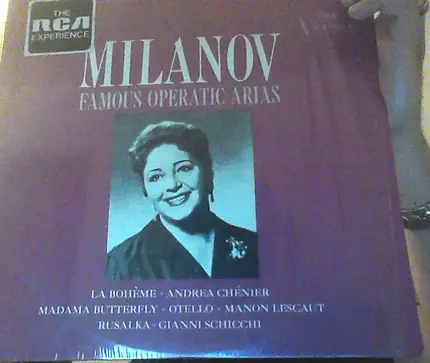 THE
RCA
EXPERIENCE
MILANOV
FAMOUS OPERATIC ARIAS
LA BOHÈME · ANDREA CHÉNIER
MADAMA BUTTERFLY · OTELLO · MANON LESCAUT
RUSALKA · GIANNI SCHICCHI